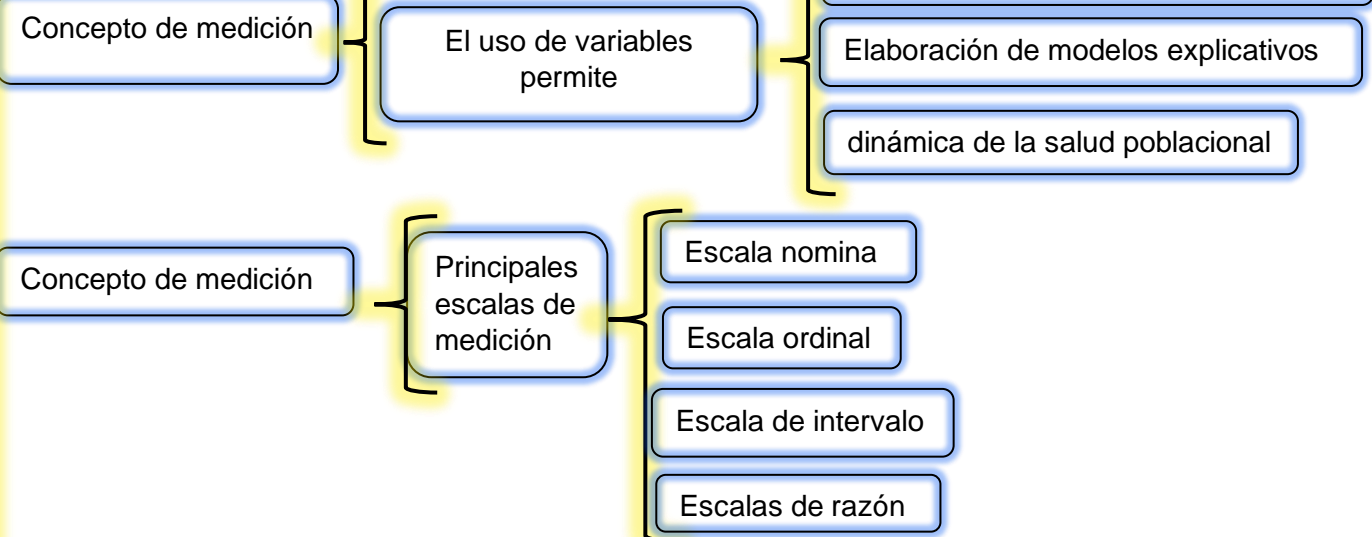 Concepto de medición
El uso de variables
permite
Elaboración de modelos explicativos
dinámica de la salud poblacional
Concepto de medición
Principales
escalas de
medición
Escala nomina
Escala ordinal
Escala de intervalo
Escalas de razón